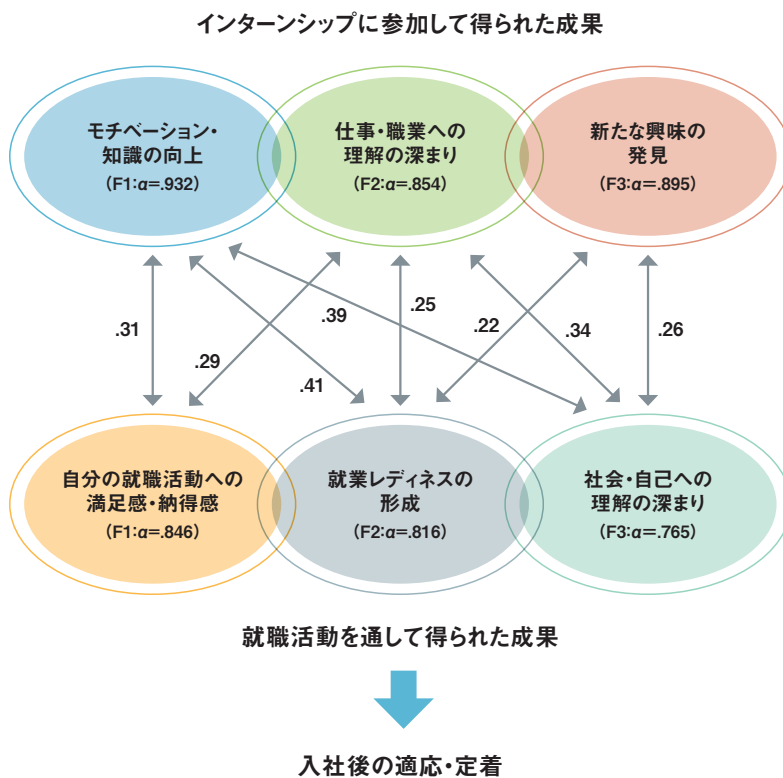 インターンシップに参加して得られた成果
モチベーション・
知識の向上
(F1:α=.932)
仕事・職業への
理解の深まり
(F2:α=.854)
新たな興味の
発見
(F3:α=.895)
.31
.29
.41
.39
.25
.22
.34
.26
自分の就職活動への
満足感・納得感
(F1:α=.846)
就業レディネスの
形成
(F2:α=.816)
社会・自己への
理解の深まり
(F3:α=.765)
就職活動を通して得られた成果
入社後の適応・定着